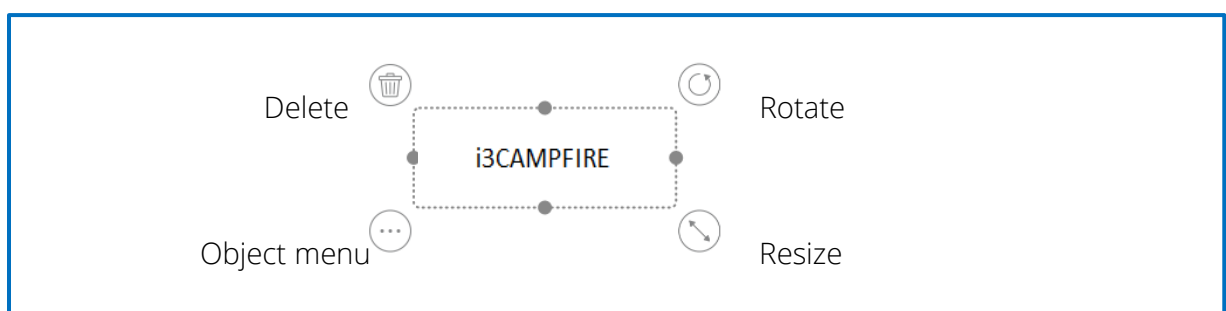 Delete
Rotate
i3CAMPFIRE
Object menu
Resize